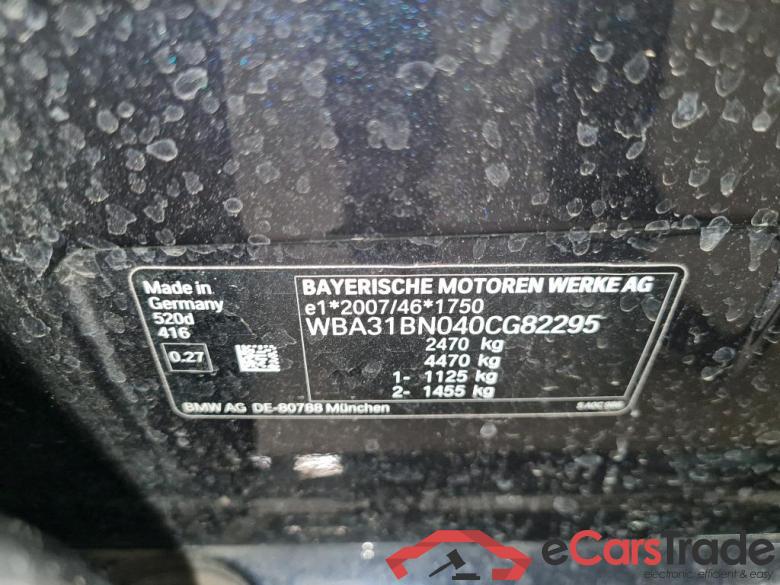 Made in
Germany
520d
416
0.27
BAYERISCHE MOTOREN WERKE AG
e1*2007/46*1750
WBA31BN040CG82295
2470 kg
4470 kg
1- 1125 kg
2- 1455 kg
BMW AG DE-80788 München
eCarsTrade
electronic, efficient & easy